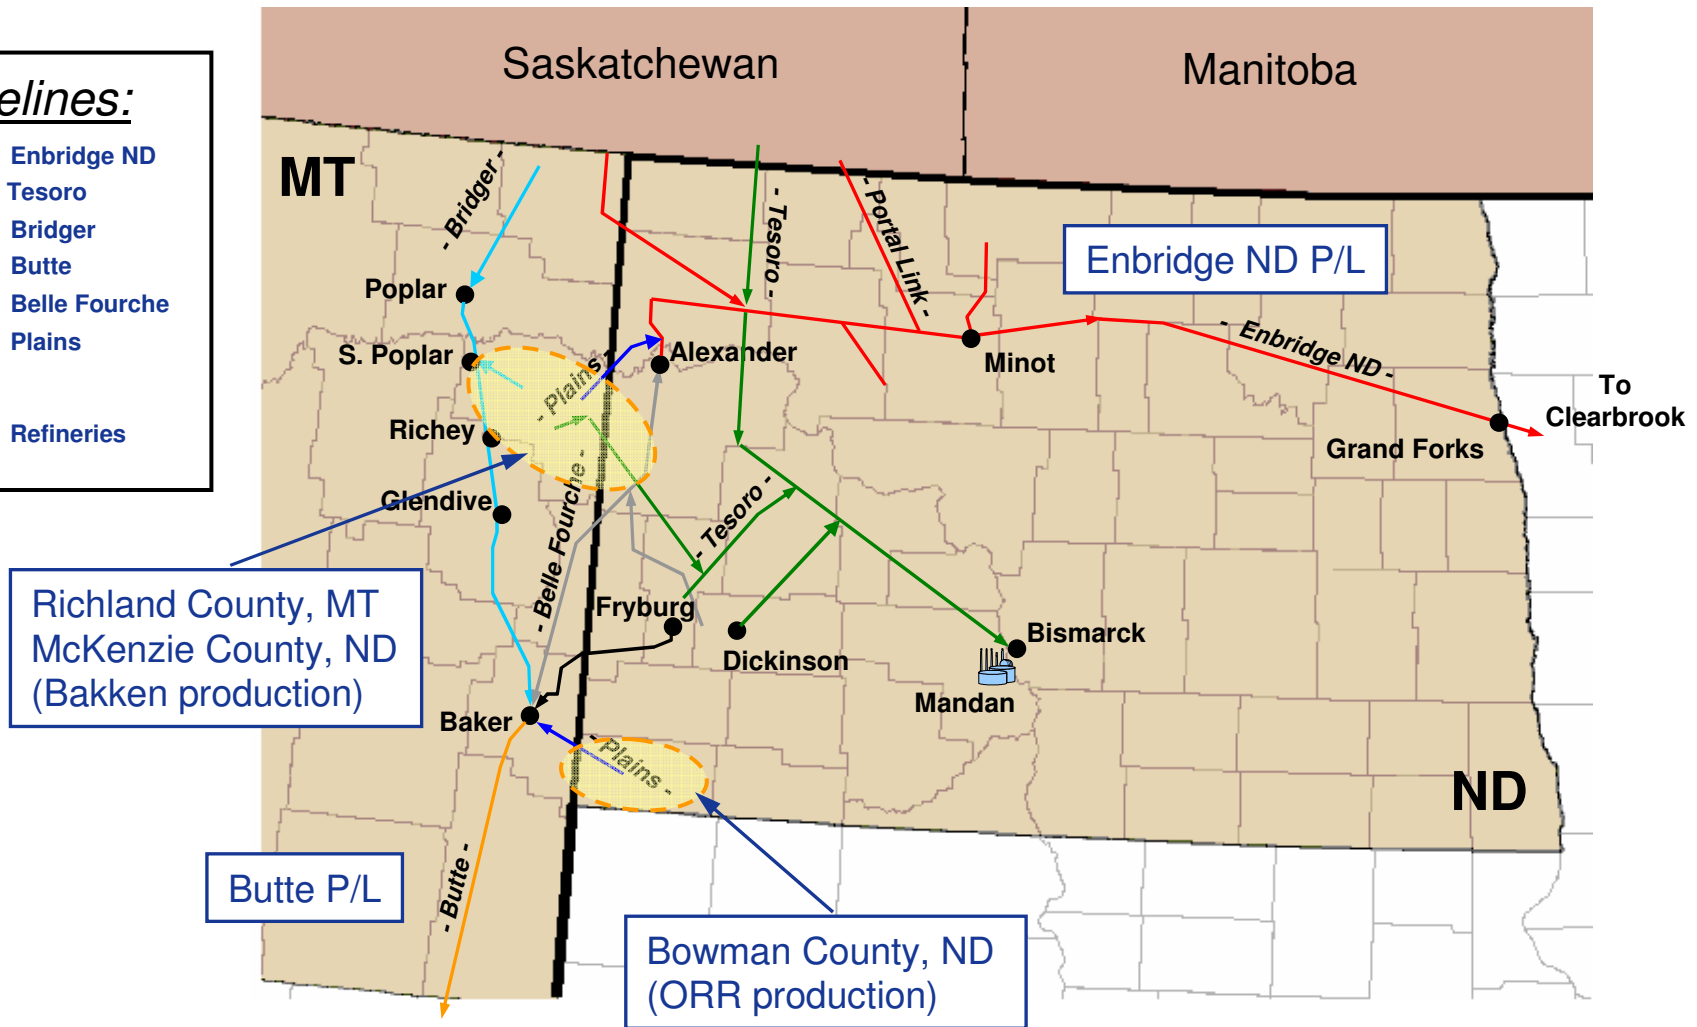 Saskatchewan
Manitoba
elines:
Enbridge ND
Tesoro
Bridger
Butte
Belle Fourche
Plains
Refineries
MT
- Bridger -
- Tesoro -
- Portal Link -
Enbridge ND P/L
Poplar
S. Poplar
- Plains -
Alexander
Minot
- Enbridge ND -
To
Clearbrook
Richey
Grand Forks
Glendive
- Belle Fourche -
- Tesoro -
Richland County, MT
McKenzie County, ND
(Bakken production)
Fryburg
Dickinson
Bismarck
Mandan
Baker
- Plains -
ND
Butte P/L
- Butte -
Bowman County, ND
(ORR production)